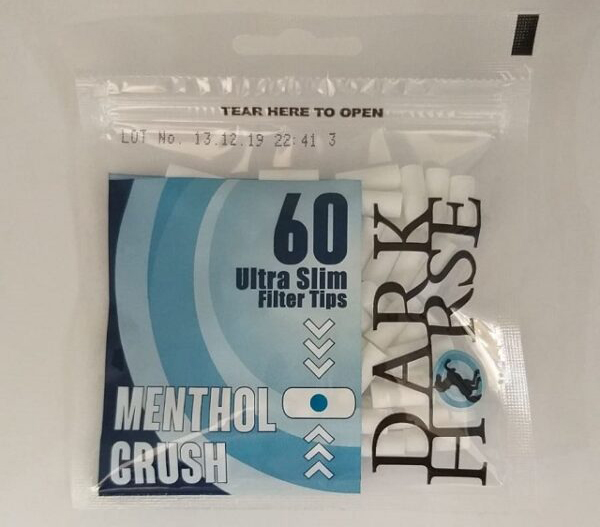 TEAR HERE TO OPEN
LOT No. 13.12.19 22:41 3
60
Ultra Slim
Filter Tips
MENTHOL
CRUSH
DARK
HORSE